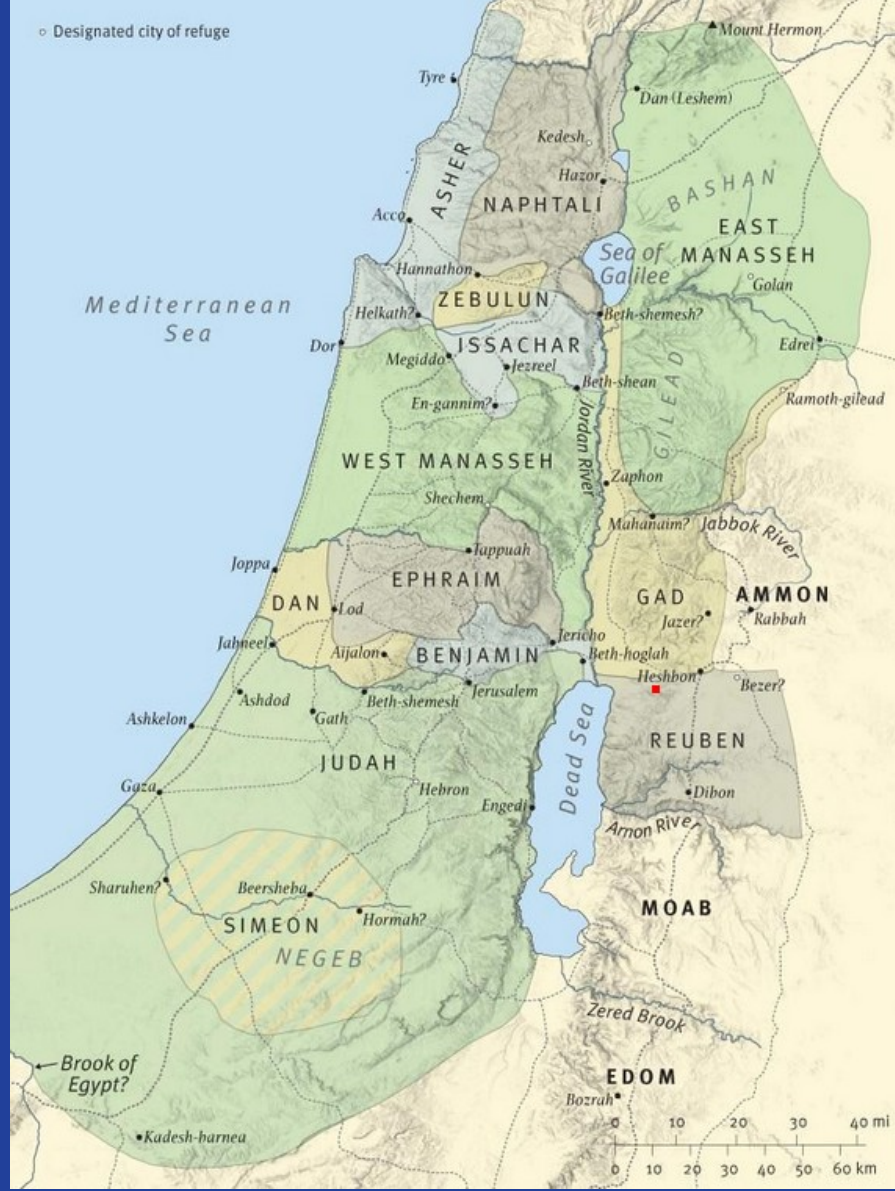 Designated city of refuge
Mount Hermon
Tyre
Dan (Leshem)
Kedesh
ASHER
Hazor
BASHAN
NAPHTALI
Acco
EAST
MANASSEH
Sea of
Galilee
Hannathon
Golan
ZEBULUN
Mediterranean
Sea
Helkath?
Beth-shemesh?
Dor
ISSACHAR
Edrei
Megiddo
Jezreel
Beth-shean
Ramoth-gilead
En-gannim?
GILEAD
Jordan River
WEST MANASSEH
Zaphon
Shechem
Mahanaim?
Jabbok River
Tappuah
Joppa
EPHRAIM
DAN
Lod
GAD
AMMON
Jazer?
Rabbah
Jahneel
Jericho
Aijalon
BENJAMIN
Beth-hoglah
Heshbon
Bezer?
Ashdod
Beth-shemesh
Jerusalem
Gath
Ashkelon
Dead Sea
REUBEN
JUDAH
Gaza
Hebron
Dibon
Engedi
Arnon River
Sharuhen?
Beersheba
MOAB
SIMEON
Hormah?
NEGEB
Zered Brook
Brook of
Egypt?
EDOM
Bozrah
0 10 20 30 40 mi
0 10 20 30 40 50 60 km
Kadesh-barnea